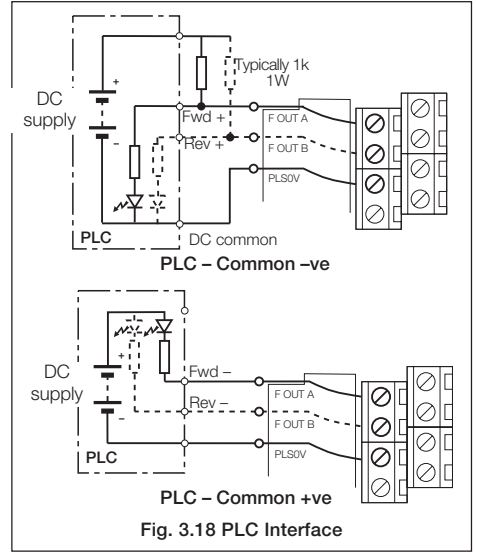 Typically 1k
1W
+
DC
supply
–
Fwd +
Rev +
F OUT A
F OUT B
PLS0V
PLC
DC common
PLC – Common –ve
+
DC
supply
–
Fwd –
Rev –
F OUT A
F OUT B
PLS0V
PLC
PLC – Common +ve
Fig. 3.18 PLC Interface